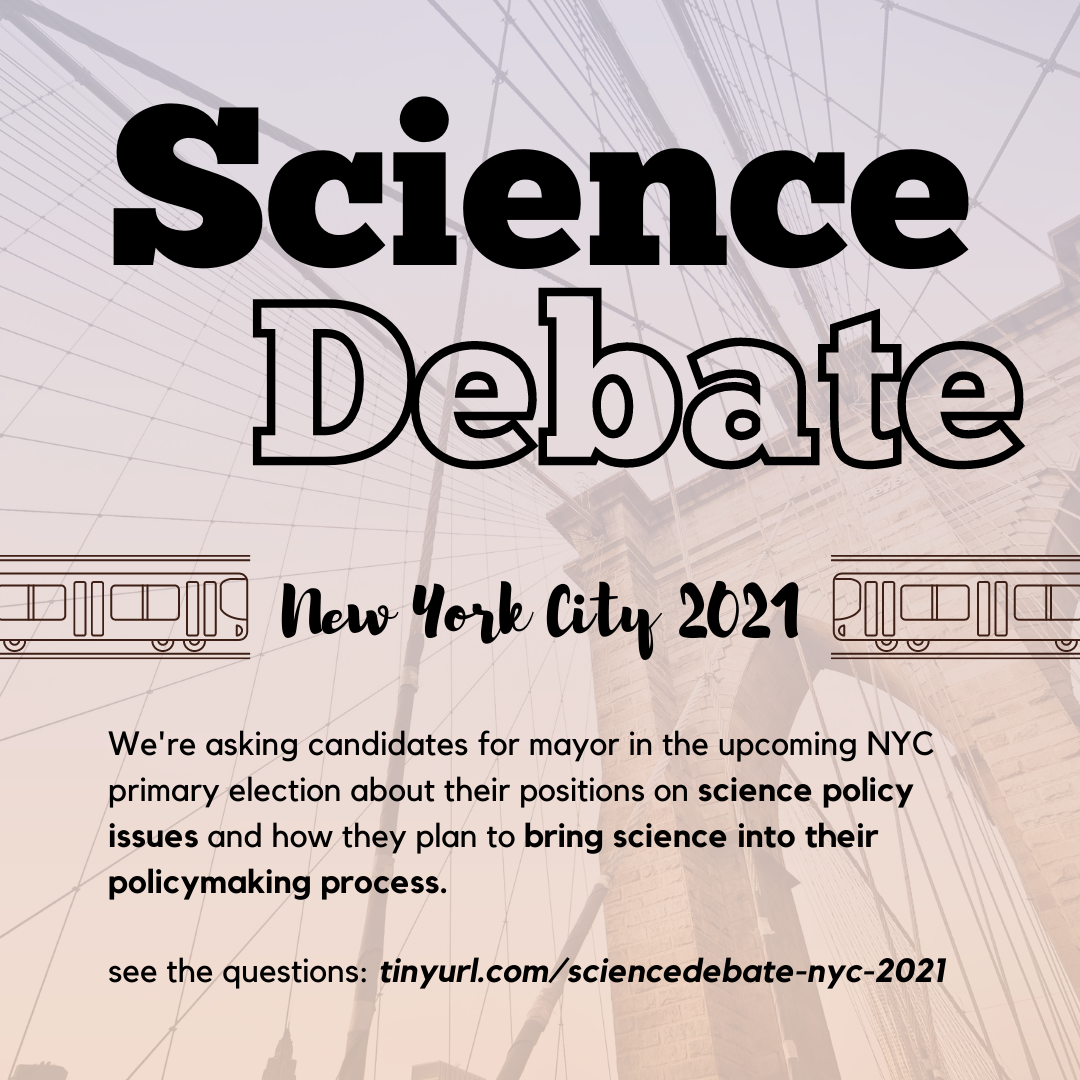 Science
Debate
New York City 2021
We're asking candidates for mayor in the upcoming NYC
primary election about their positions on science policy
issues and how they plan to bring science into their
policymaking process.
see the questions: tinyurl.com/sciencedebate-nyc-2021